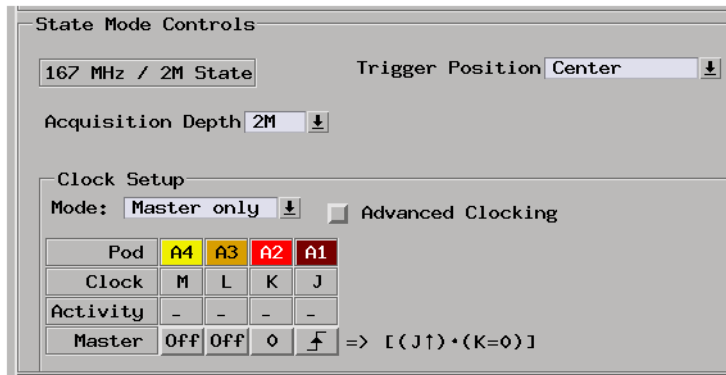 State Mode Controls
167 MHz / 2M State
Trigger Position Center
Acquisition Depth 2M
Clock Setup
Mode: Master only
Advanced Clocking
Pod A4 A3 A2 A1
Clock M L K J
Activity - - - -
Master Off Off 0 => [(J↑)·(K=0)]